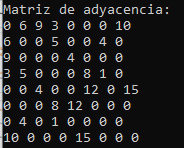 Matriz de adyacencia:
0 6 9 3 0 0 0 10
6 0 0 5 0 0 4 0
9 0 0 0 4 0 0 0
3 5 0 0 0 8 1 0
0 0 4 0 0 12 0 15
0 0 0 8 12 0 0 0
0 4 0 1 0 0 0 0
10 0 0 0 15 0 0 0